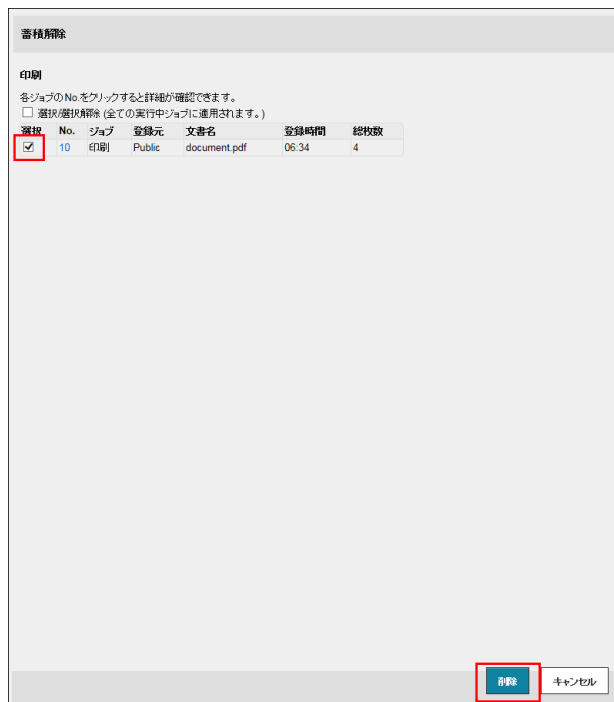 蓄積解除
印刷
各ジョブのNo.をクリックすると詳細が確認できます。
選択/選択解除 (全ての実行中ジョブに適用されます。)
選択 No. ジョブ 登録元 文書名 登録時間 総枚数
10 印刷 Public document.pdf 06:34 4
削除 キャンセル